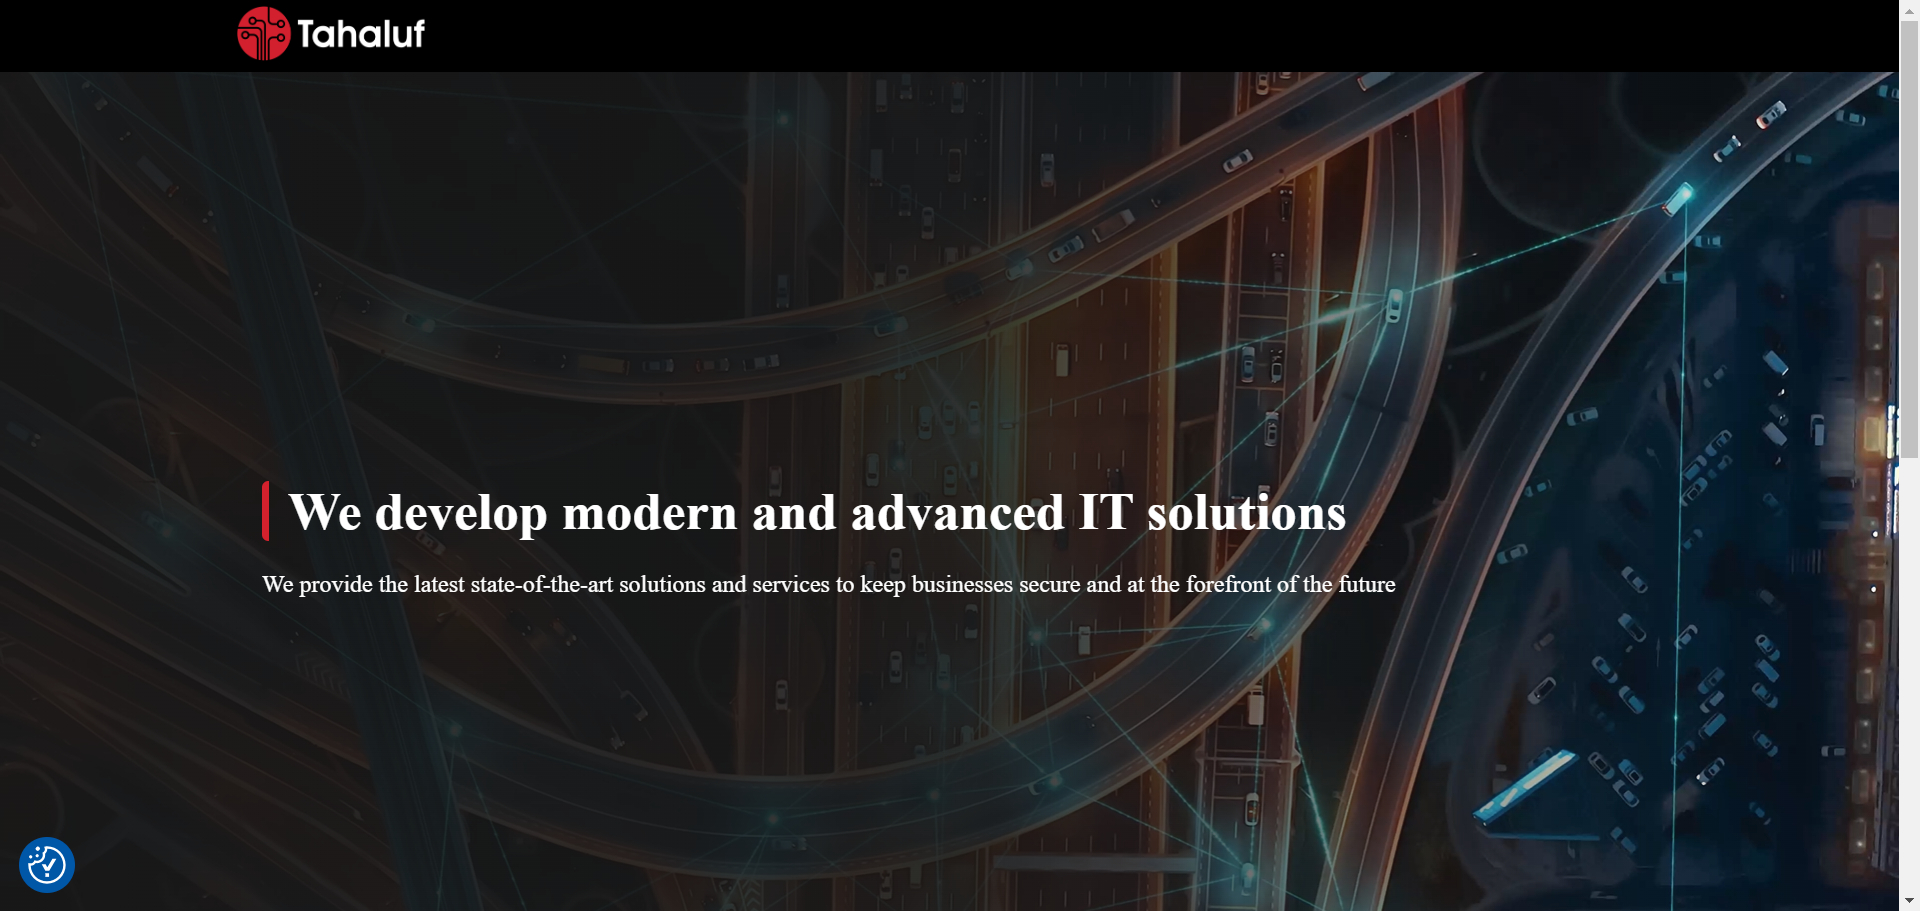 Tahaluf
We develop modern and advanced IT solutions
We provide the latest state-of-the-art solutions and services to keep businesses secure and at the forefront of the future